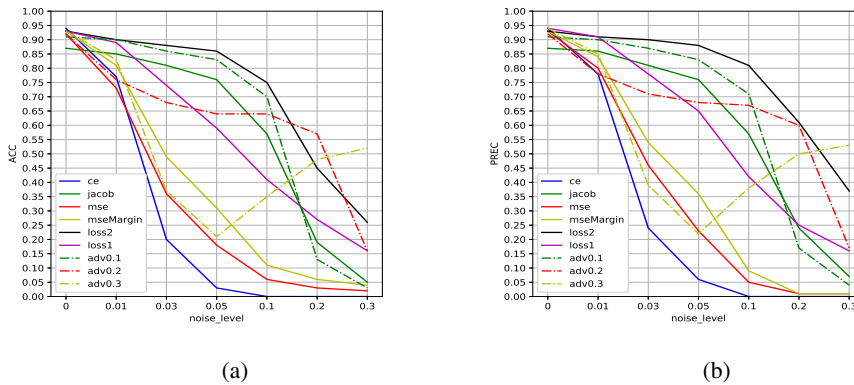 1.00
0.95
0.90
0.85
0.80
0.75
0.70
0.65
0.60
0.55
0.50
0.45
0.40
0.35
0.30
0.25
0.20
0.15
0.10
0.05
0.00
ACC
ce
jacob
mse
mseMargin
loss2
loss1
adv0.1
adv0.2
adv0.3
0 0.01 0.03 0.05 0.1 0.2 0.3
noise_level
(a)
1.00
0.95
0.90
0.85
0.80
0.75
0.70
0.65
0.60
0.55
0.50
0.45
0.40
0.35
0.30
0.25
0.20
0.15
0.10
0.05
0.00
PREC
ce
jacob
mse
mseMargin
loss2
loss1
adv0.1
adv0.2
adv0.3
0 0.01 0.03 0.05 0.1 0.2 0.3
noise_level
(b)